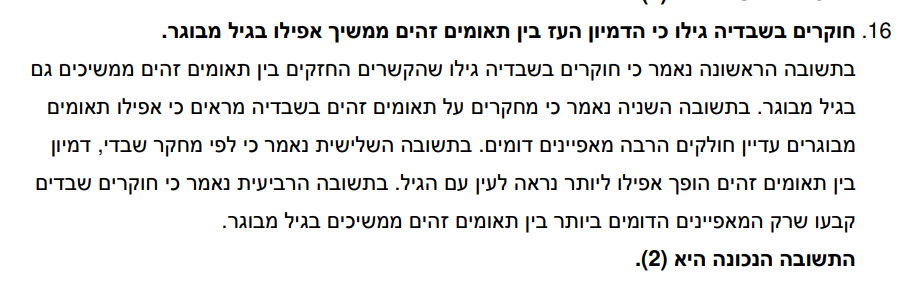 16. חוקרים בשבדיה גילו כי הדמיון העז בין תאומים זהים ממשיך אפילו בגיל מבוגר.
בתשובה הראשונה נאמר כי חוקרים בשבדיה גילו שהקשרים החזקים בין תאומים זהים ממשיכים גם
בגיל מבוגר. בתשובה השניה נאמר כי מחקרים על תאומים זהים בשבדיה מראים כי אפילו תאומים
מבוגרים עדיין חולקים הרבה מאפיינים דומים. בתשובה השלישית נאמר כי לפי מחקר שבדי, דמיון
בין תאומים זהים הופך אפילו ליותר נראה לעין עם הגיל. בתשובה הרביעית נאמר כי חוקרים שבדים
קבעו שרק המאפיינים הדומים ביותר בין תאומים זהים ממשיכים בגיל מבוגר.
התשובה הנכונה היא (2).